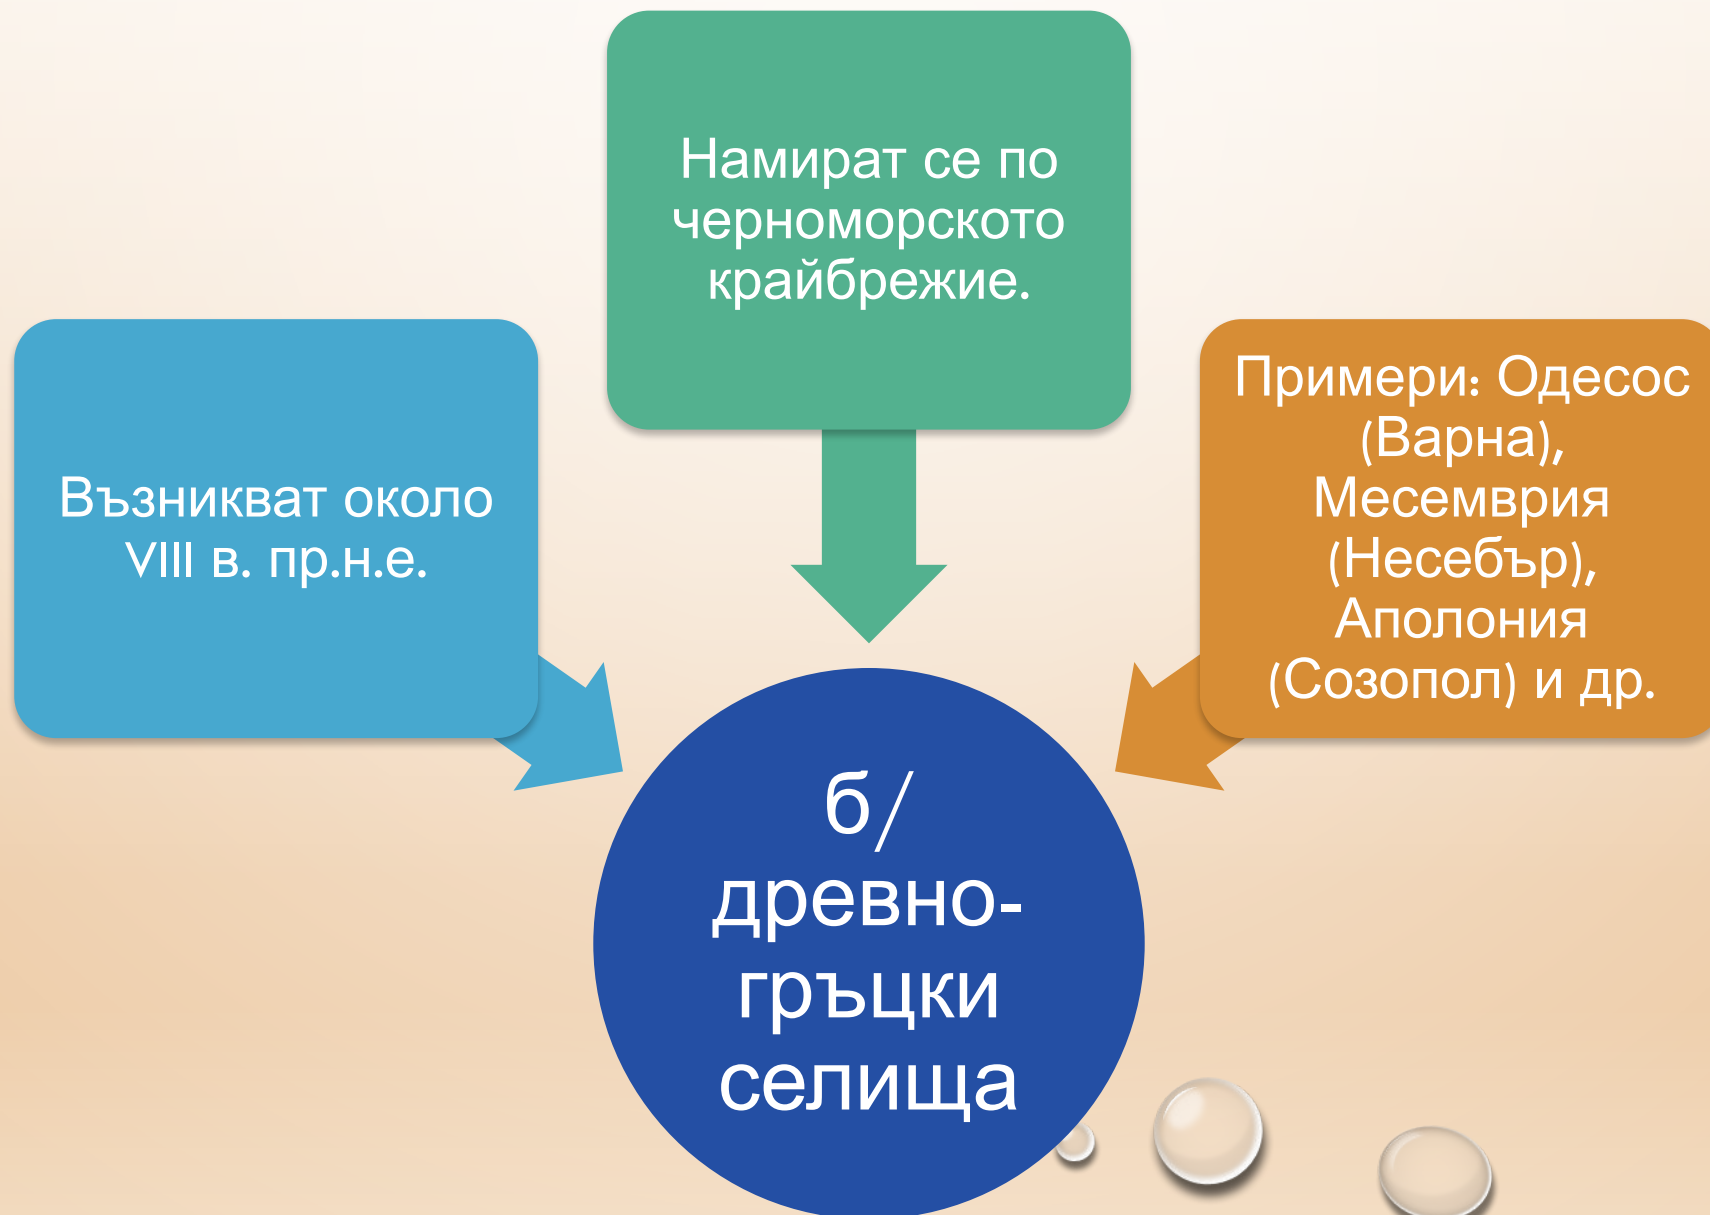 Намират се по
черноморското
крайбрежие.
Възникват около
VIII в. пр.н.е.
Примери: Одесос
(Варна),
Месемврия
(Несебър),
Аполония
(Созопол) и др.
б/
древно-
гръцки
селища